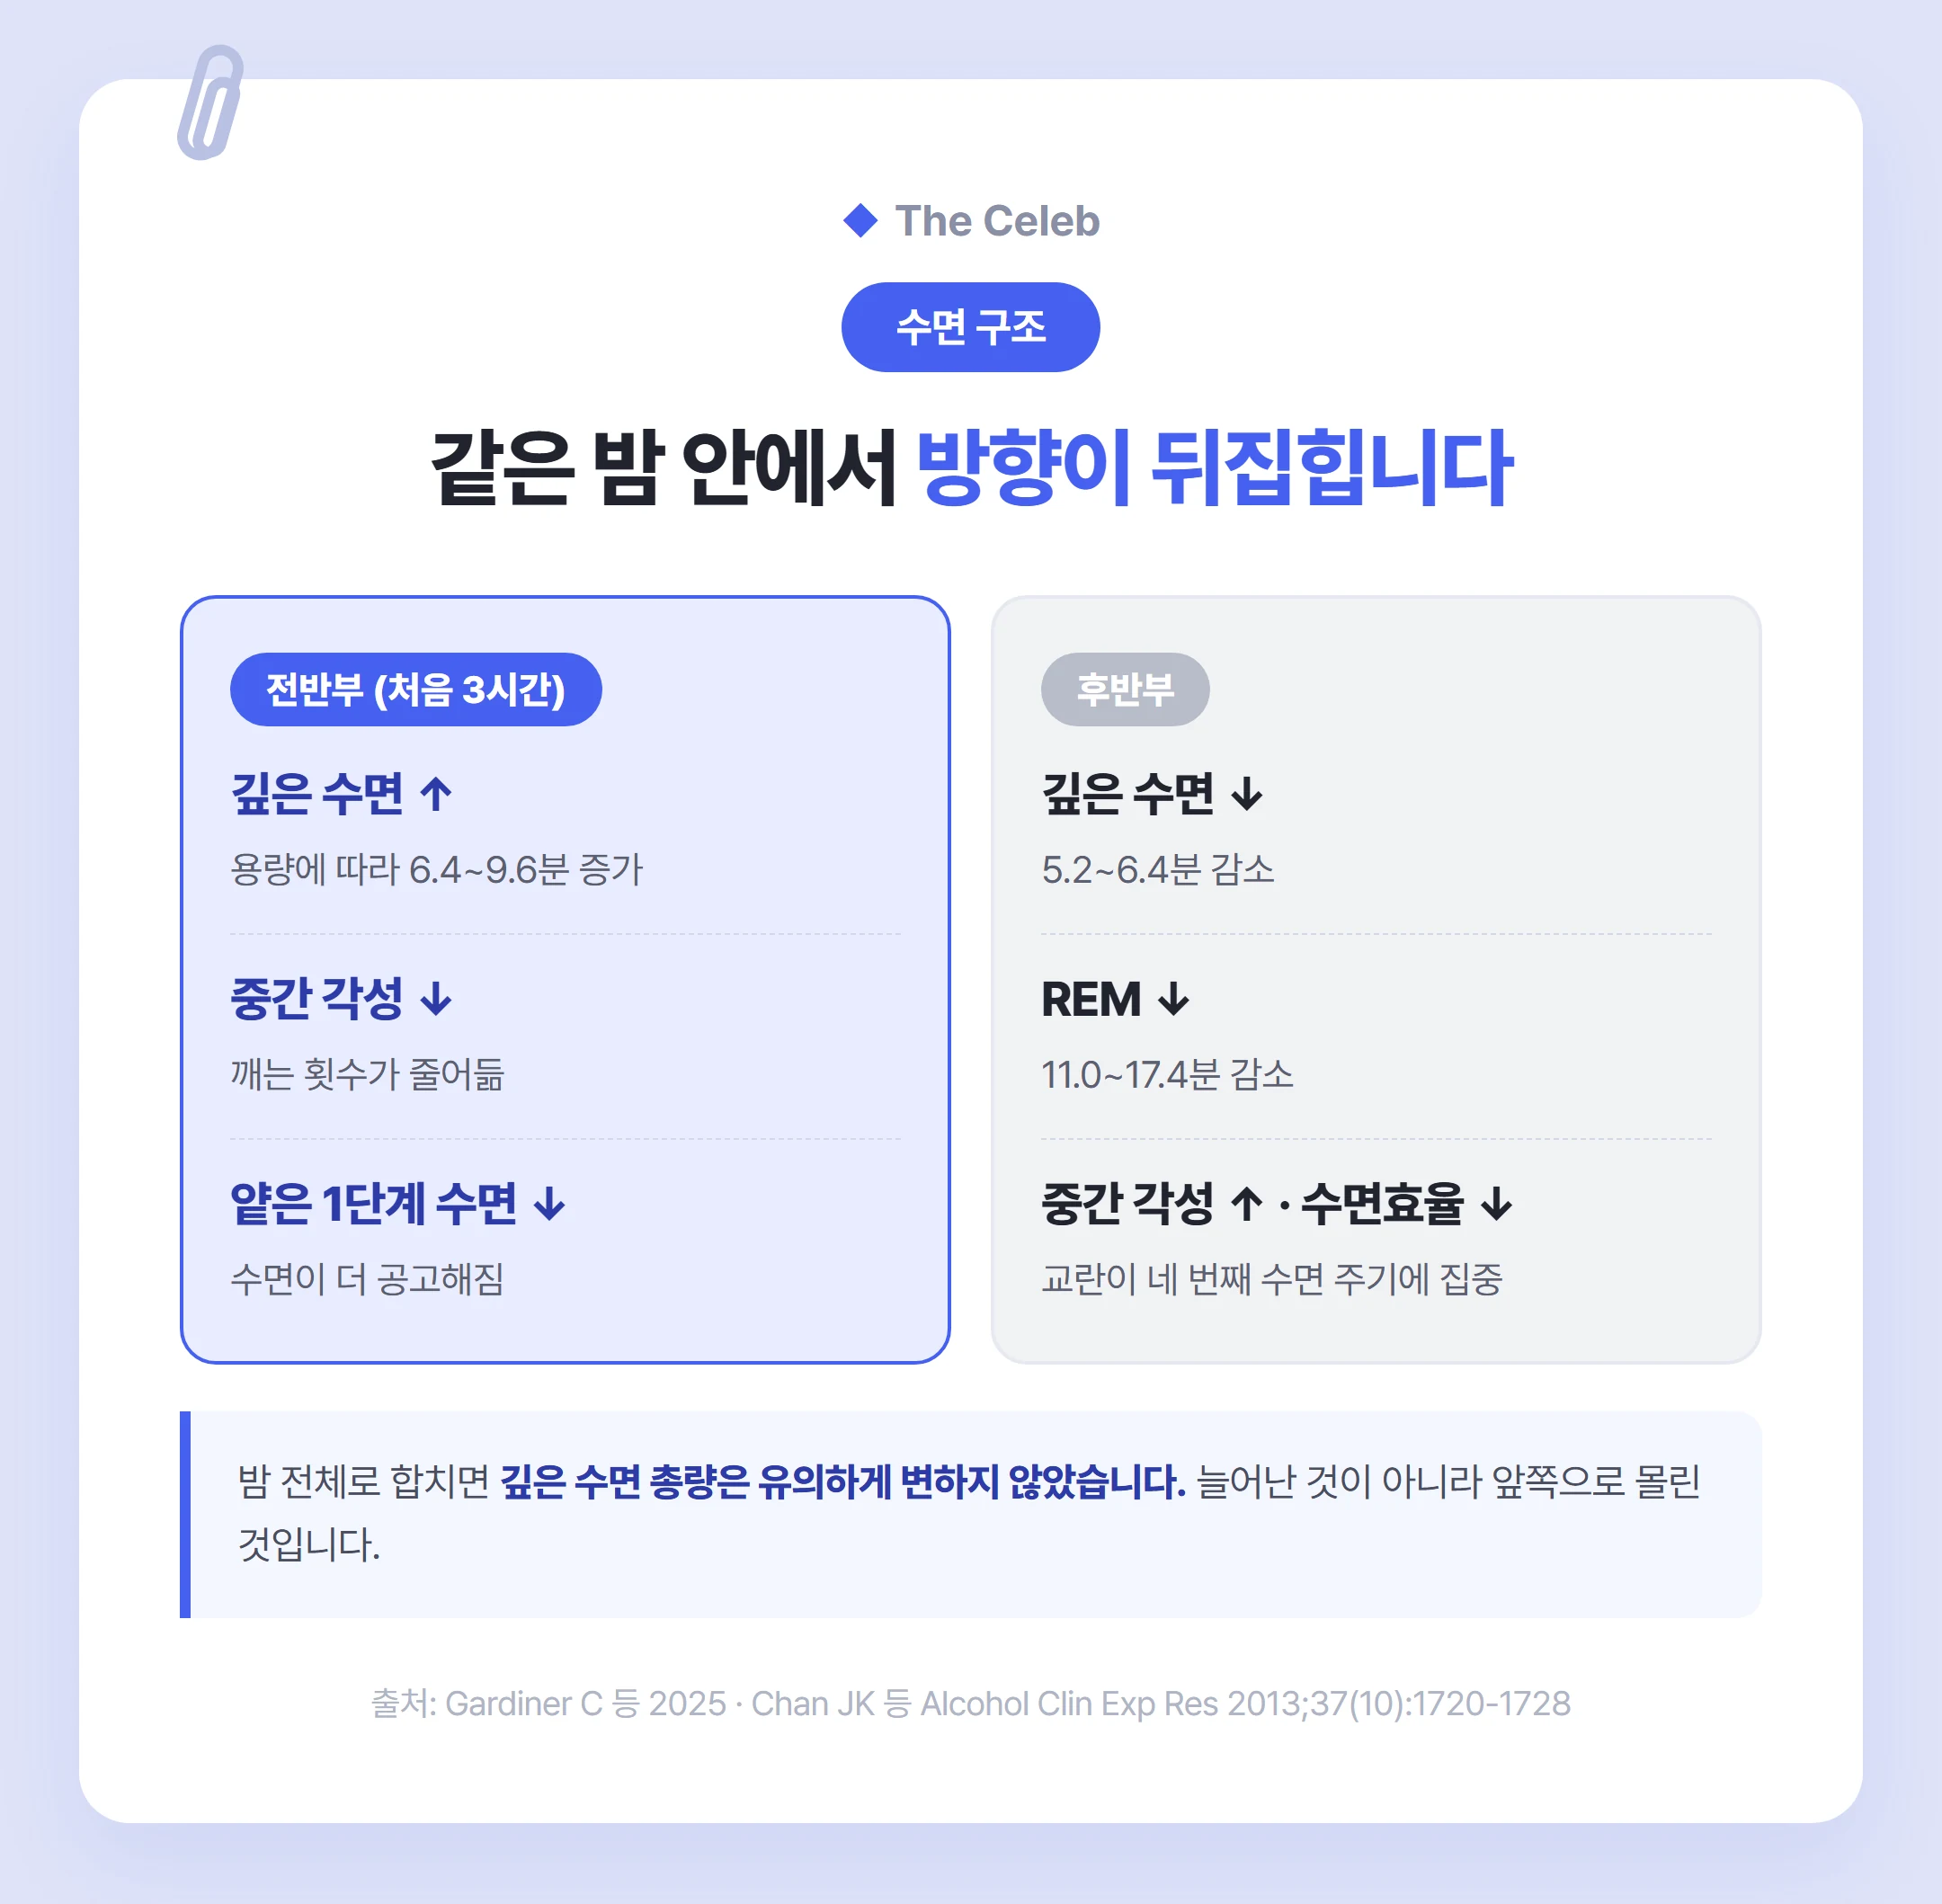 The Celeb
수면 구조
같은 밤 안에서 방향이 뒤집힙니다
전반부 (처음 3시간)
깊은 수면 ↑
용량에 따라 6.4~9.6분 증가
중간 각성 ↓
깨는 횟수가 줄어듦
얕은 1단계 수면 ↓
수면이 더 공고해짐
후반부
깊은 수면 ↓
5.2~6.4분 감소
REM ↓
11.0~17.4분 감소
중간 각성 ↑ · 수면효율 ↓
교란이 네 번째 수면 주기에 집중
밤 전체로 합치면 깊은 수면 총량은 유의하게 변하지 않았습니다. 늘어난 것이 아니라 앞쪽으로 몰린
것입니다.
출처: Gardiner C 등 2025 · Chan JK 등 Alcohol Clin Exp Res 2013;37(10):1720-1728